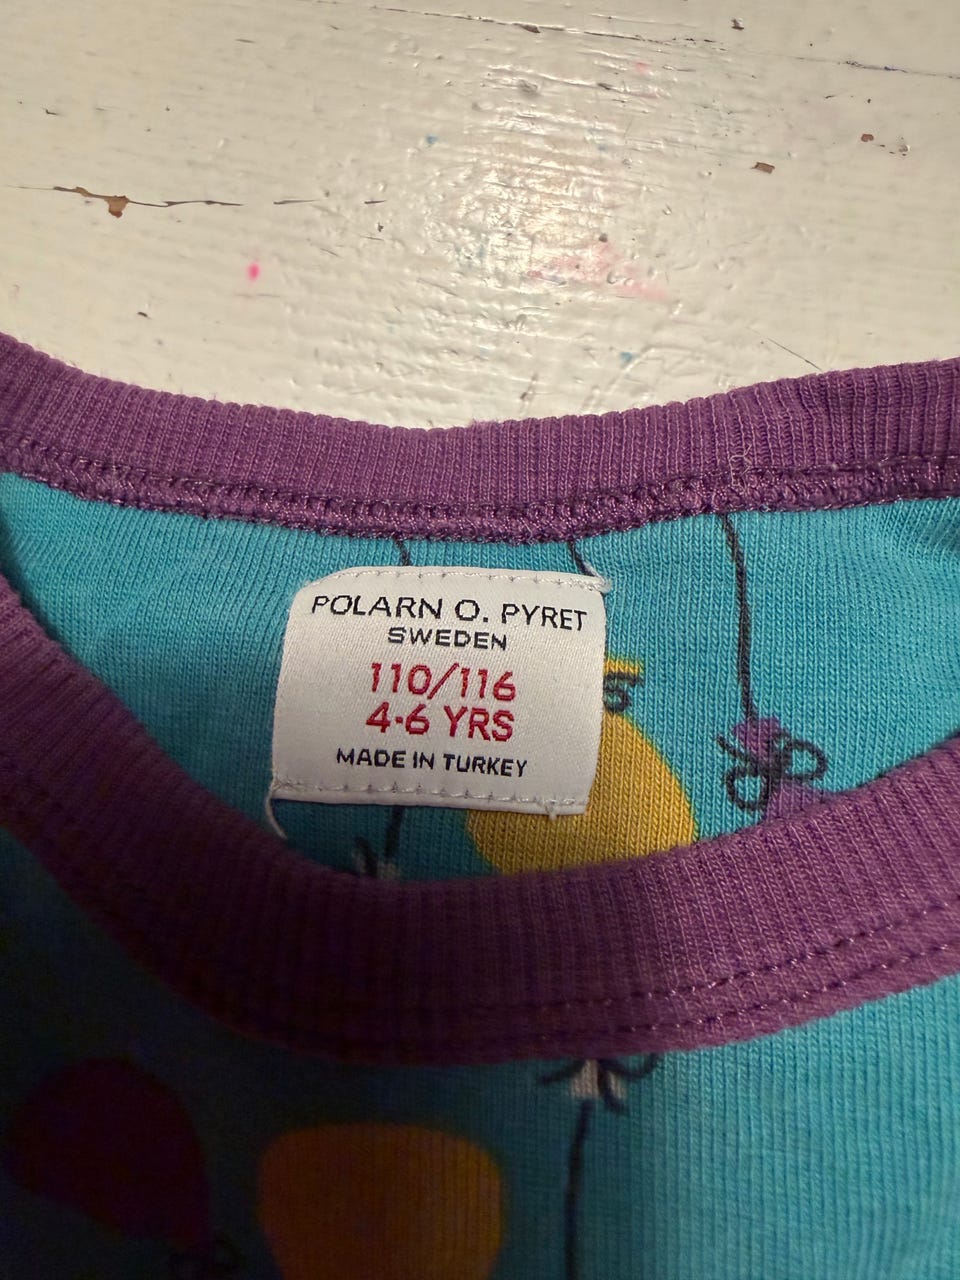 POLARN O. PYRET
SWEDEN
110/116
4-6 YRS
MADE IN TURKEY